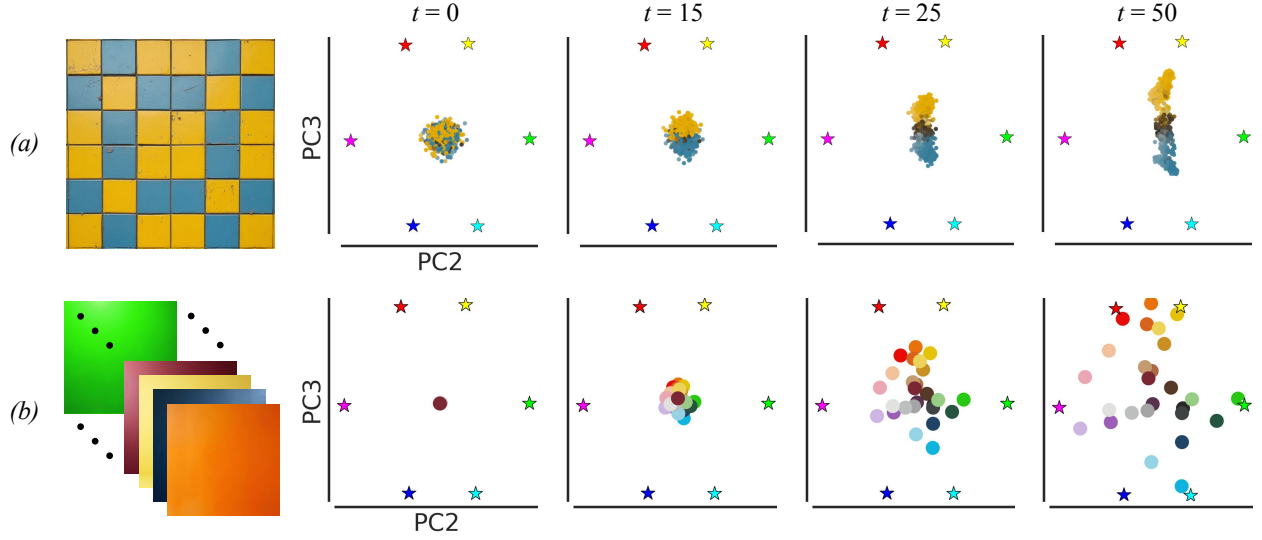 t = 0
t = 15
t = 25
t = 50
(a)
PC3
PC2
(b)
PC3
PC2